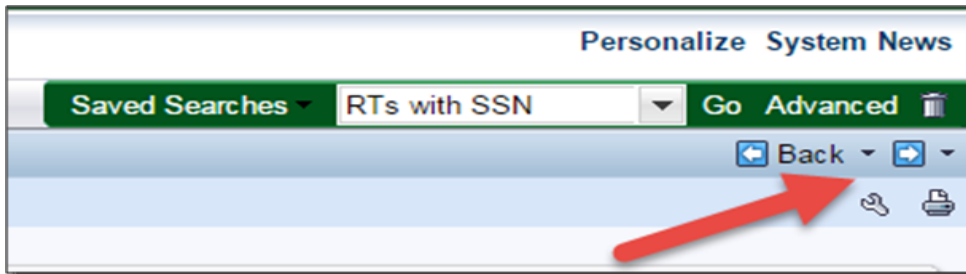 Personalize System News
Saved Searches RTs with SSN Go Advanced
Back